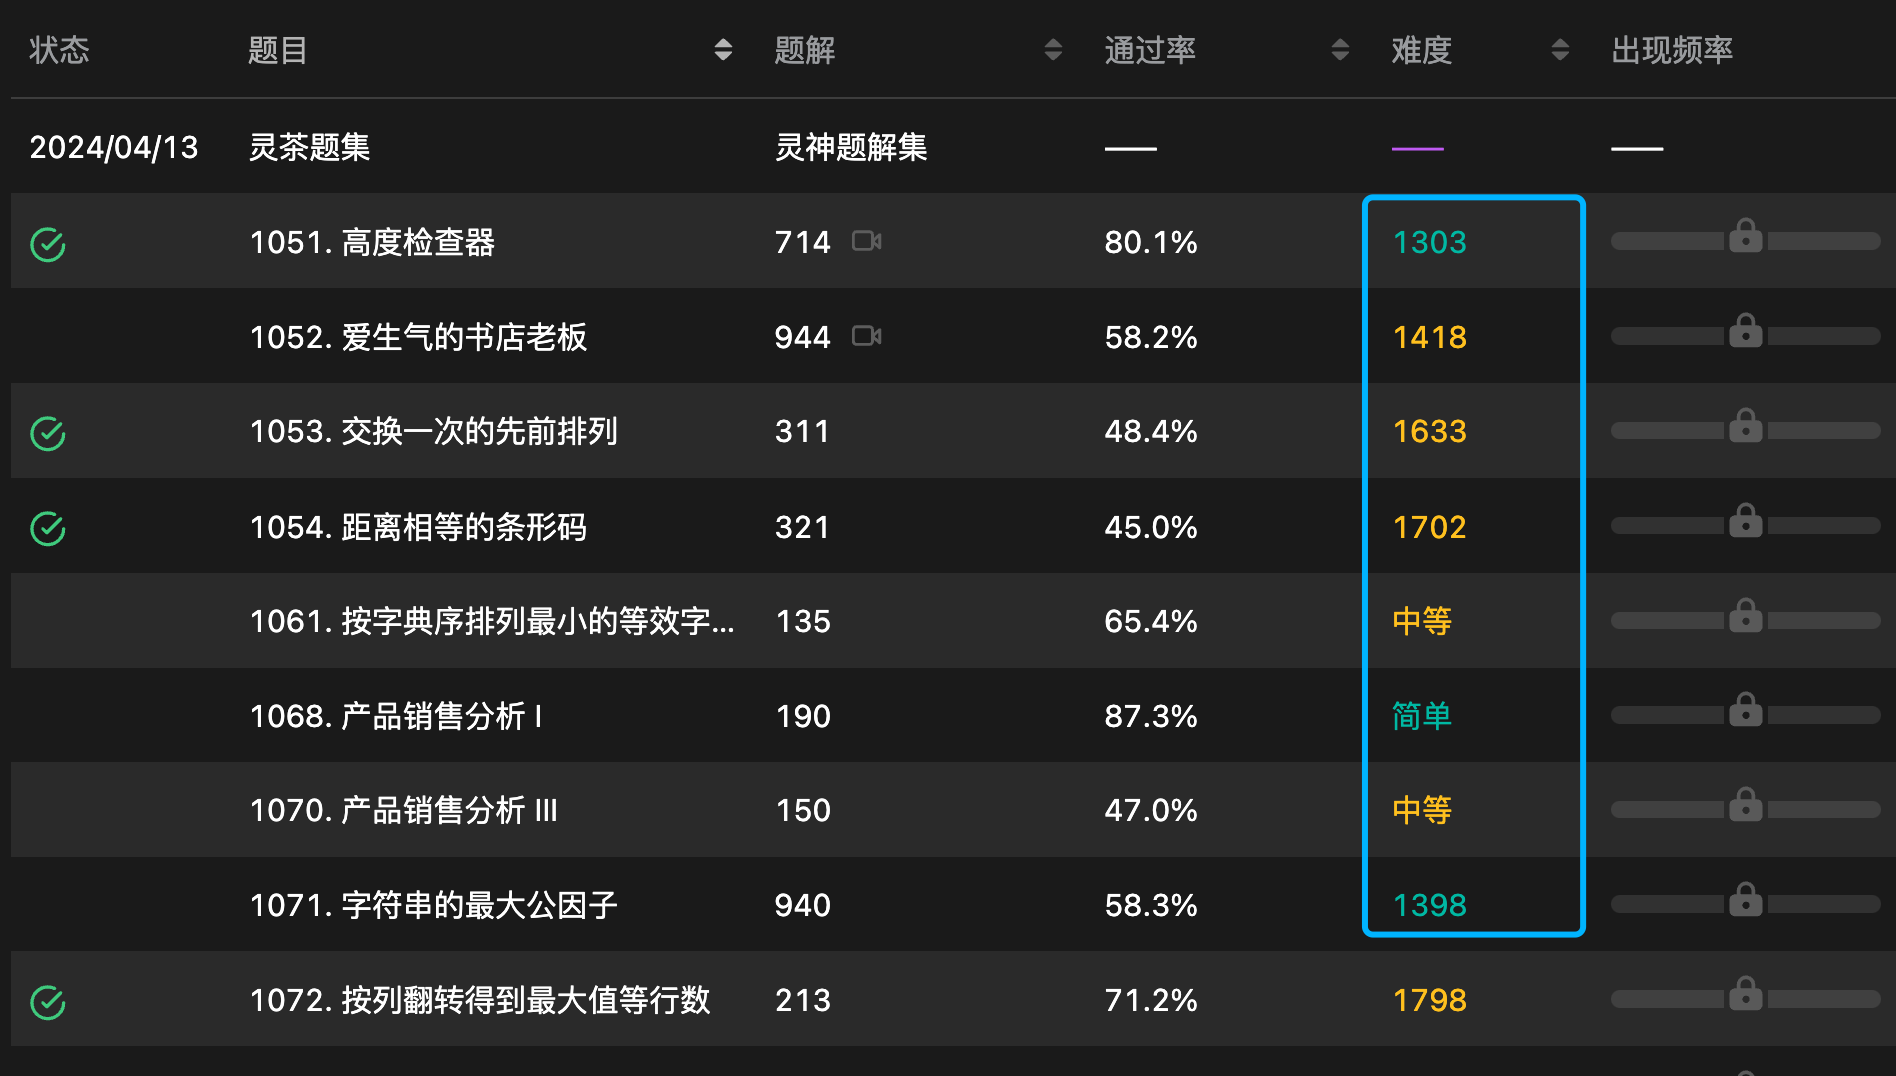 状态 题目 题解 通过率 难度 出现频率
2024/04/13 灵茶题集 灵神题解集
1051. 高度检查器 714 80.1% 1303
1052. 爱生气的书店老板 944 58.2% 1418
1053. 交换一次的先前排列 311 48.4% 1633
1054. 距离相等的条形码 321 45.0% 1702
1061. 按字典序排列最小的等效字... 135 65.4% 中等
1068. 产品销售分析 I 190 87.3% 简单
1070. 产品销售分析 III 150 47.0% 中等
1071. 字符串的最大公因子 940 58.3% 1398
1072. 按列翻转得到最大值等行数 213 71.2% 1798